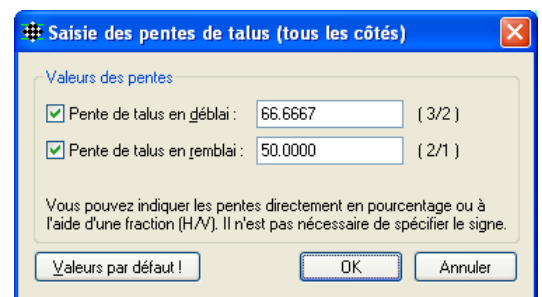 Saisie des pentes de talus (tous les côtés)
Valeurs des pentes
Pente de talus en déblai : 66.6667 ( 3/2 )
Pente de talus en remblai : 50.0000 ( 2/1 )
Vous pouvez indiquer les pentes directement en pourcentage ou à
l'aide d'une fraction (H/V). Il n'est pas nécessaire de spécifier le signe.
Valeurs par défaut ! OK Annuler